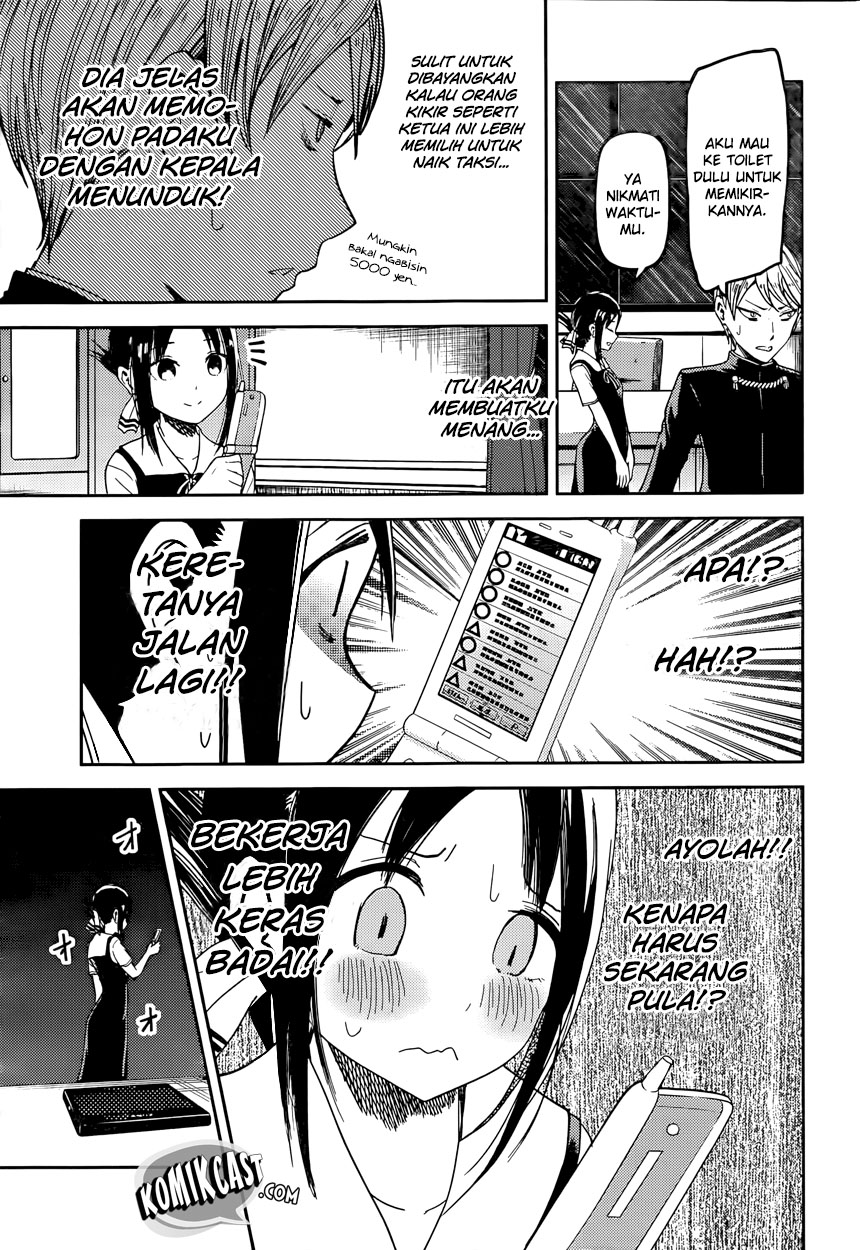 AKU MAU
KE TOILET
DULU UNTUK
MEMIKIR-
KANNYA.
YA
NIKMATI
WAKTU-
MU.
SULIT UNTUK
DIBAYANGKAN
KALAU ORANG
KIKIR SEPERTI
KETUA INI LEBIH
MEMILIH UNTUK
NAIK TAKSI...
Mungkin
Bakal ngabisin
5000 yen..
DIA JELAS
AKAN MEMO-
HON PADAKU
DENGAN KEPALA
MENUNDUK!
ITU AKAN
MEMBUATKU
MENANG...
APA!?
HAH!?
KERE-
TANYA
JALAN
LAGI!!
AYOLAH!!
KENAPA
HARUS
SEKARANG
PULA!?
BEKERJA
LEBIH
KERAS
BADAI!!!
KOMIKCAST
.COM